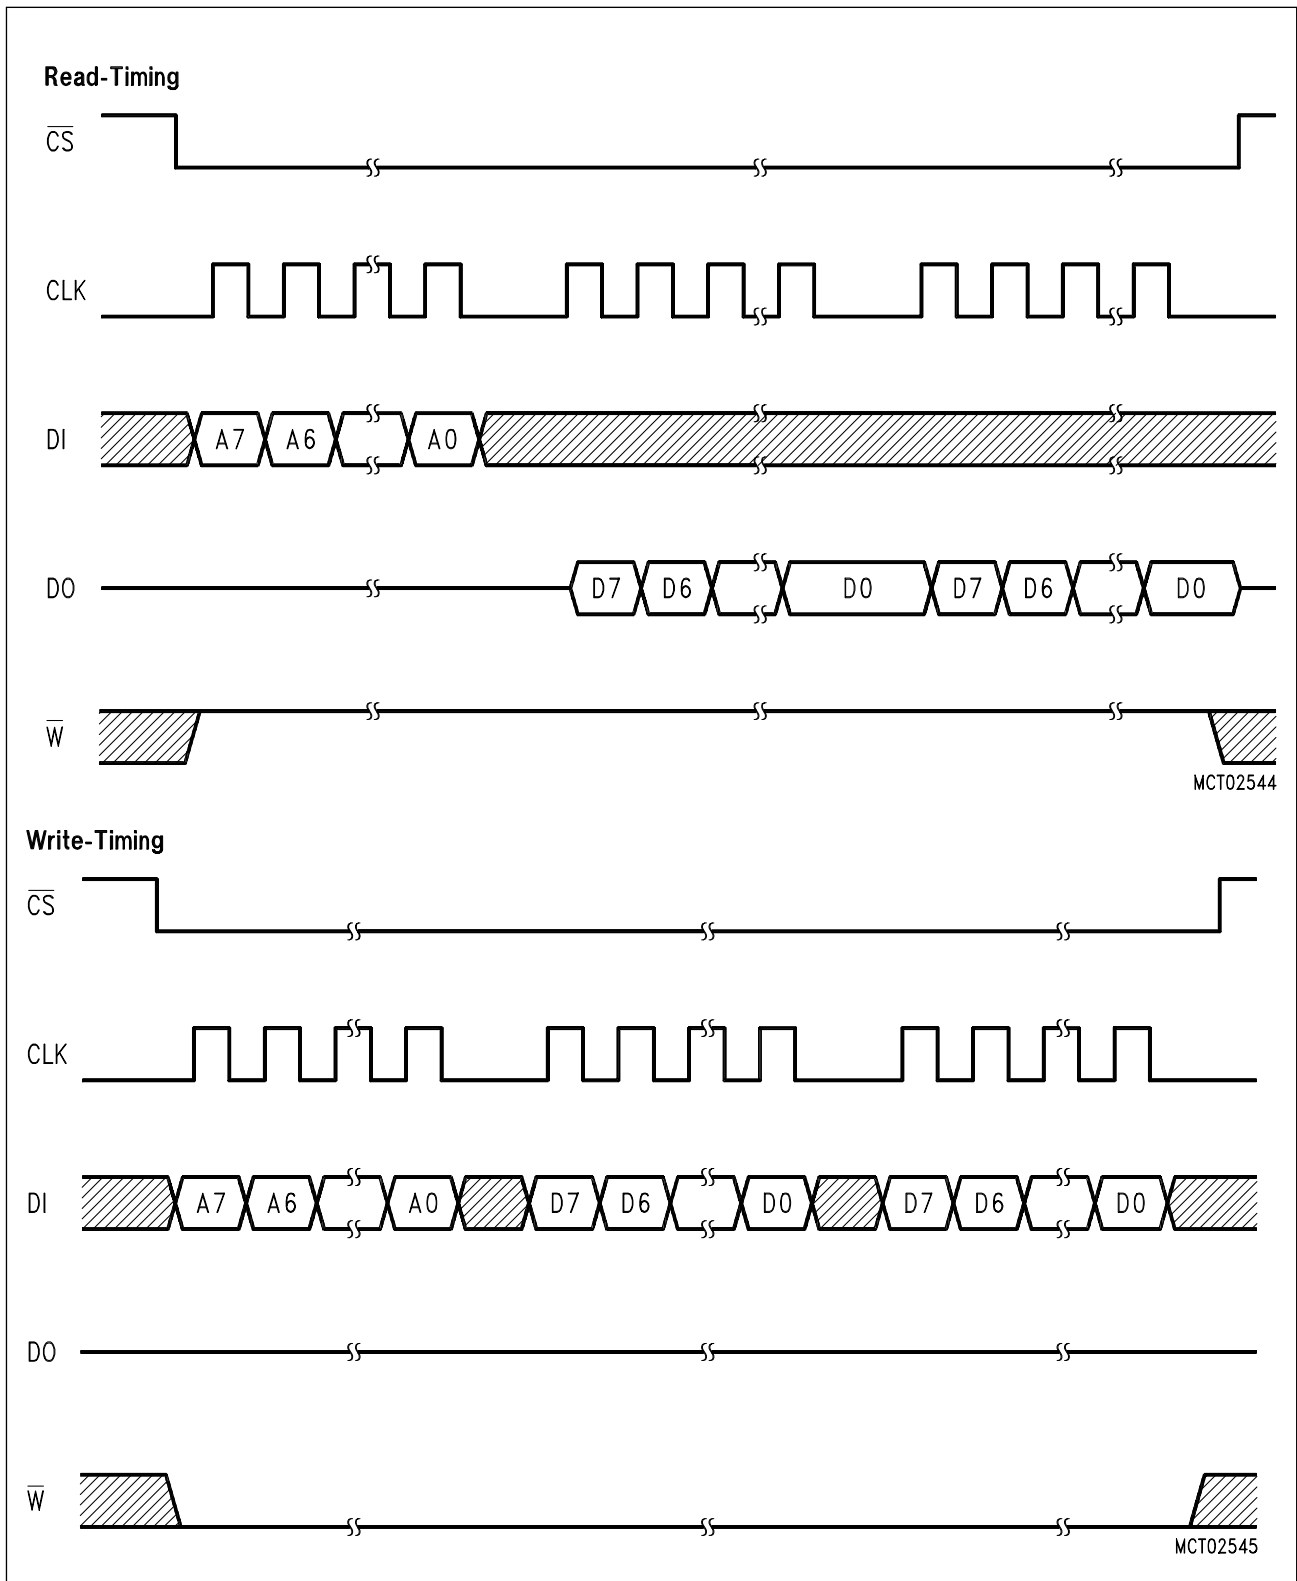 Read-Timing
CS
CLK
DI A7 A6 A0
DO D7 D6 D0 D7 D6 D0
W
MCT02544
Write-Timing
CS
CLK
DI A7 A6 A0 D7 D6 D0 D7 D6 D0
DO
W
MCT02545